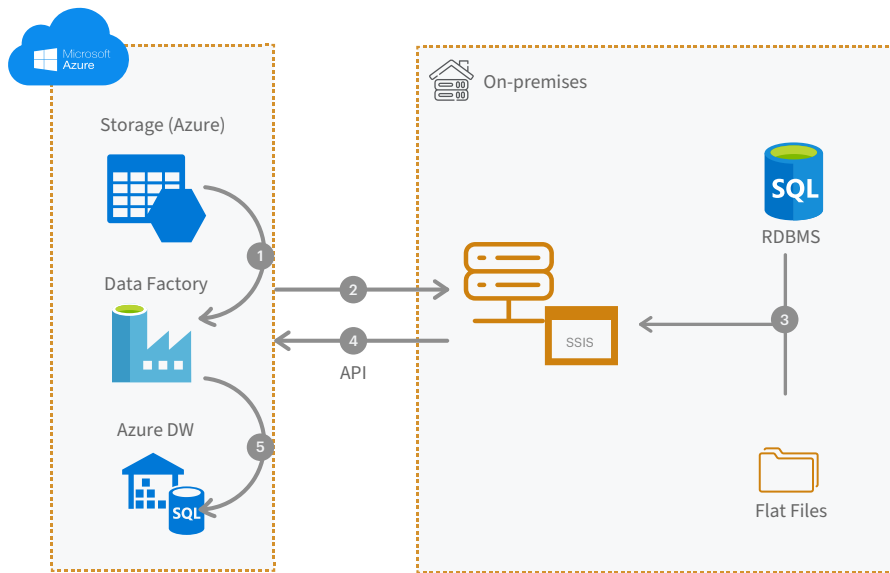 Microsoft
Azure
Storage (Azure)
1
Data Factory
Azure DW
5
SQL
2
4
API
On-premises
SSIS
SQL
RDBMS
3
Flat Files